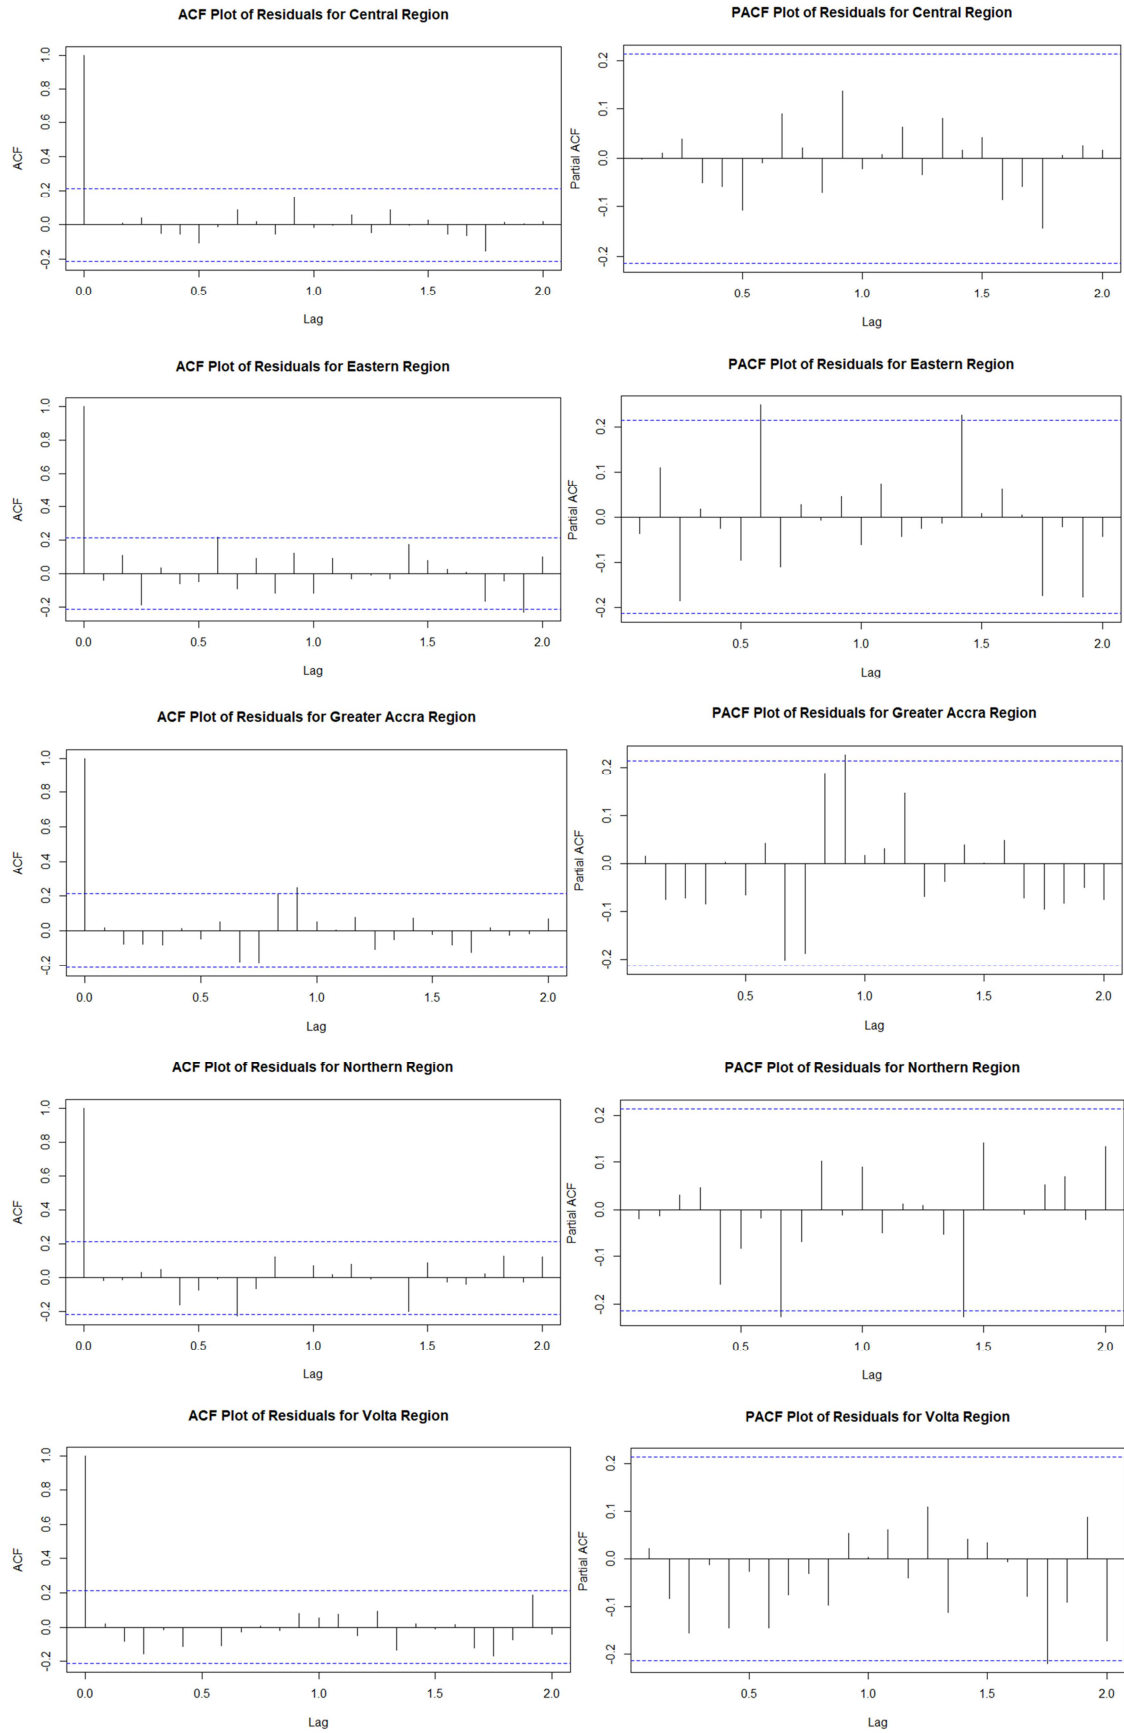 ACF Plot of Residuals for Central Region
ACF
1.0
0.8
0.6
0.4
0.2
0.0
-0.2
0.0 0.5 1.0 1.5 2.0
Lag
PACF Plot of Residuals for Central Region
Partial ACF
0.2
0.1
0.0
-0.1
-0.2
0.5 1.0 1.5 2.0
Lag
ACF Plot of Residuals for Eastern Region
ACF
1.0
0.8
0.6
0.4
0.2
0.0
-0.2
0.0 0.5 1.0 1.5 2.0
Lag
PACF Plot of Residuals for Eastern Region
Partial ACF
0.2
0.1
0.0
-0.1
-0.2
0.5 1.0 1.5 2.0
Lag
ACF Plot of Residuals for Greater Accra Region
ACF
1.0
0.8
0.6
0.4
0.2
0.0
-0.2
0.0 0.5 1.0 1.5 2.0
Lag
PACF Plot of Residuals for Greater Accra Region
Partial ACF
0.2
0.1
0.0
-0.1
-0.2
0.5 1.0 1.5 2.0
Lag
ACF Plot of Residuals for Northern Region
ACF
1.0
0.8
0.6
0.4
0.2
0.0
-0.2
0.0 0.5 1.0 1.5 2.0
Lag
PACF Plot of Residuals for Northern Region
Partial ACF
0.2
0.1
0.0
-0.1
-0.2
0.5 1.0 1.5 2.0
Lag
ACF Plot of Residuals for Volta Region
ACF
1.0
0.8
0.6
0.4
0.2
0.0
-0.2
0.0 0.5 1.0 1.5 2.0
Lag
PACF Plot of Residuals for Volta Region
Partial ACF
0.2
0.1
0.0
-0.1
-0.2
0.5 1.0 1.5 2.0
Lag